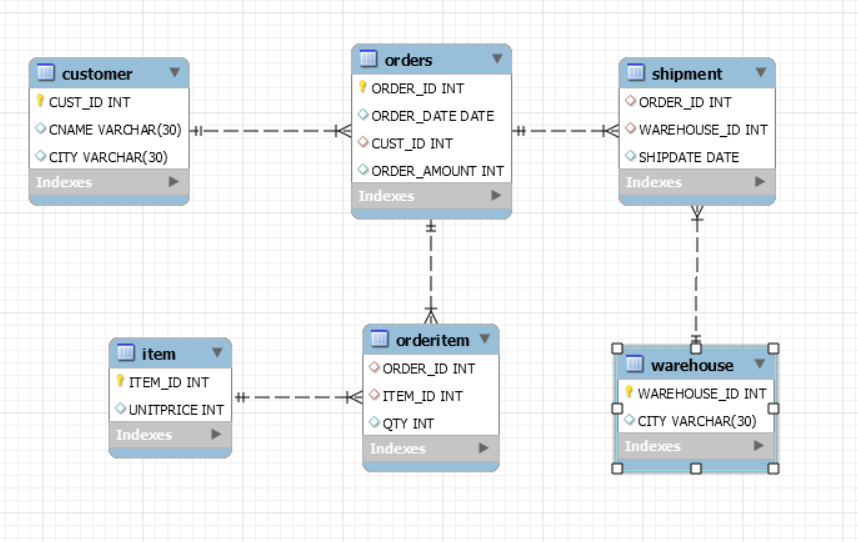 customer
CUST_ID INT
CNAME VARCHAR(30)
CITY VARCHAR(30)
Indexes
orders
ORDER_ID INT
ORDER_DATE DATE
CUST_ID INT
ORDER_AMOUNT INT
Indexes
shipment
ORDER_ID INT
WAREHOUSE_ID INT
SHIPDATE DATE
Indexes
item
ITEM_ID INT
UNITPRICE INT
Indexes
orderitem
ORDER_ID INT
ITEM_ID INT
QTY INT
Indexes
warehouse
WAREHOUSE_ID INT
CITY VARCHAR(30)
Indexes